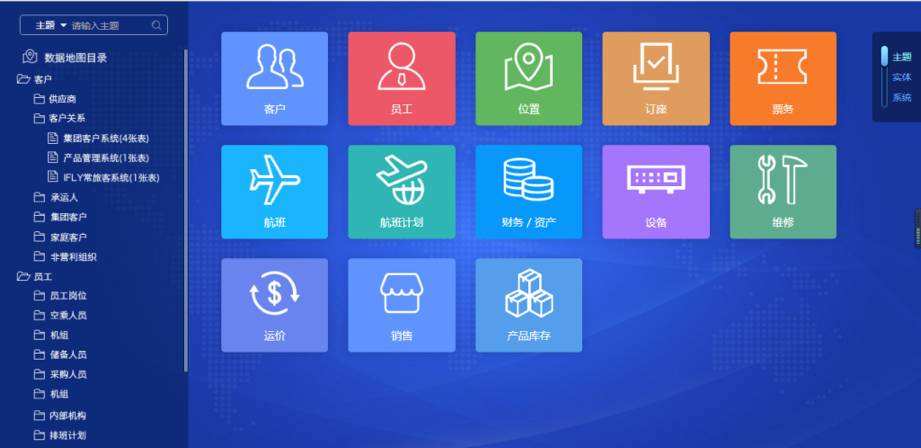 主题 请输入主题
数据地图目录
客户
供应商
客户关系
集团客户系统(4张表)
产品管理系统(1张表)
IFLY常旅客系统(1张表)
承运人
集团客户
家庭客户
非营利组织
员工
员工岗位
空乘人员
机组
储备人员
采购人员
机组
内部机构
排班计划
客户
员工
位置
订座
票务
航班
航班计划
财务 / 资产
设备
维修
运价
销售
产品库存
主题
实体
系统